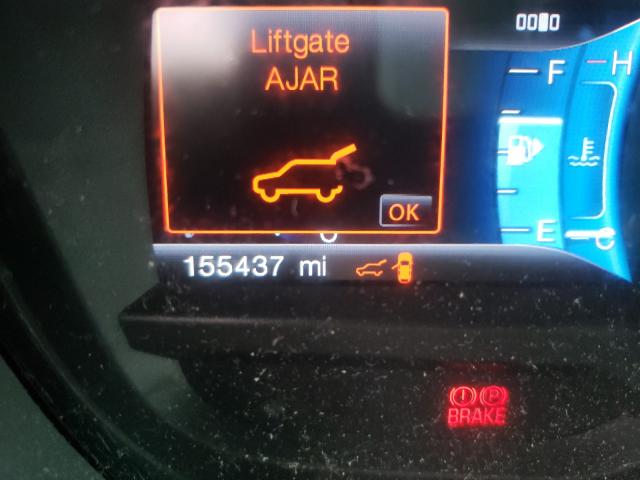 Liftgate
AJAR
OK
F
H
E
C
155437 mi
BRAKE